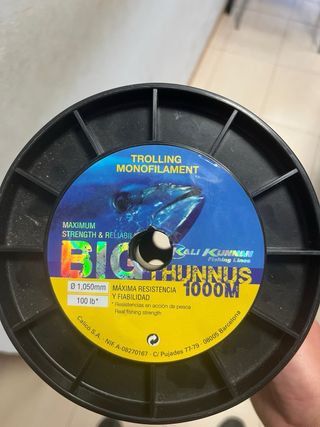 TROLLING
MONOFILAMENT
MAXIMUM
STRENGTH & RELIABIL
BIG THUNNUS
KALI KUNNAN
Fishing Lines
1000M
Ø 1,050mm
100 lb*
MÁXIMA RESISTENCIA
Y FIABILIDAD
* Resistencias en acción de pesca
Real fishing strength
Calico S.A. - NIF.A-08270167 - C/ Pujades 77-79 - 08005 Barcelona